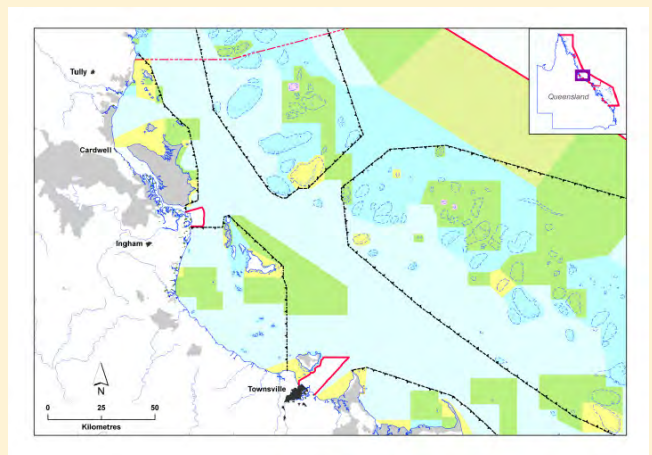 Tully
Queensland
Cardwell
Ingham
Townsville
N
0 25 50
Kilometres